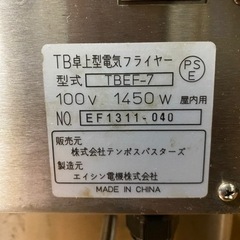 TB卓上型電気フライヤー
型式 TBEF-7
PS
E
100V 1450W 屋内用
NO. EF1311-040
販売元
株式会社テンポスバスターズ
製造元
エイシン電機株式会社
MADE IN CHINA